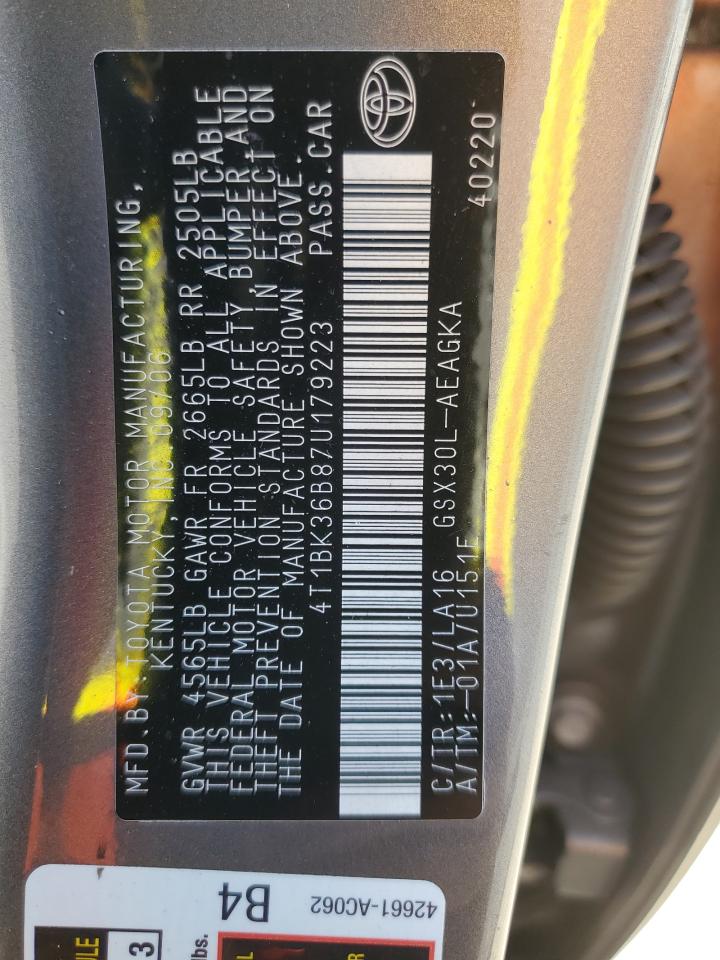 MFD.BY:TOYOTA MOTOR MANUFACTURING,
KENTUCKY,INC 09/06
GVWR 4565LB GAWR FR 2665LB RR 2505LB
THIS VEHICLE CONFORMS TO ALL APPLICABLE
FEDERAL MOTOR VEHICLE SAFETY, BUMPER AND
THEFT PREVENTION STANDARDS IN EFFECT ON
THE DATE OF MANUFACTURE SHOWN ABOVE.
4T1BK36B87U179223 PASS.CAR
C/TR:1E3/LA16 GSX30L-AEAGKA
A/TM:-01A/U151E 40220
B4
42661-AC062
3
lbs.